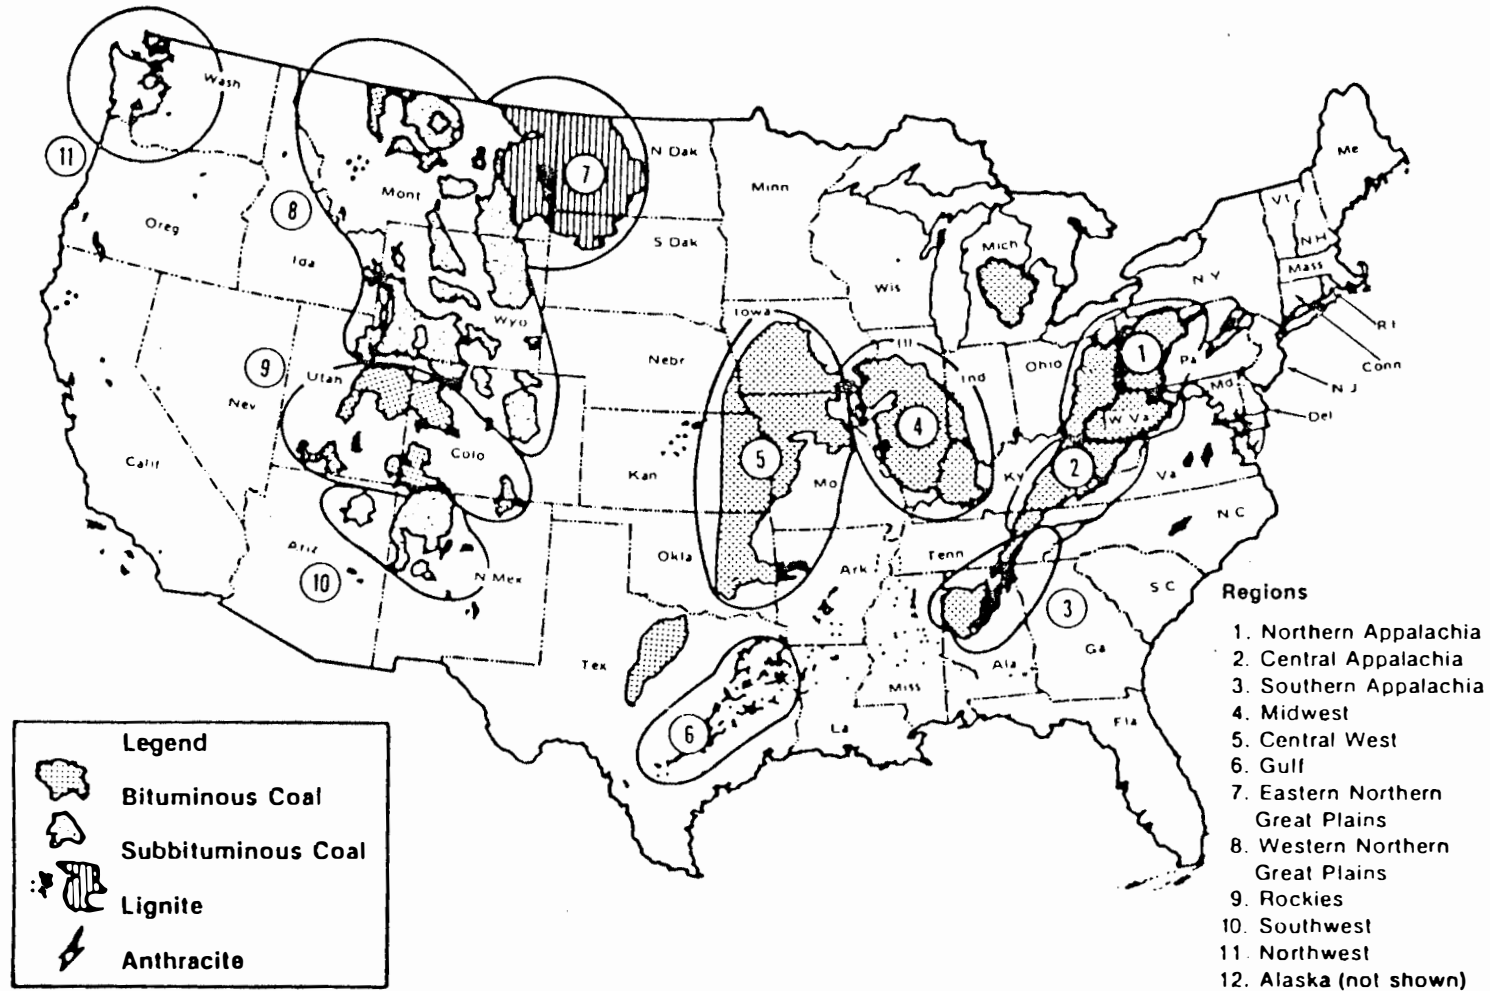 Wash
11
Mont
7
N Dak
Minn
Me
8
Oreg
Ida
S Dak
Mich
Vt
N H
Mass
N Y
Wis
Wyo
Iowa
R I
Conn
9
Utah
Nebr
Ill
Ind
Ohio
1
Pa
N J
Md
Nev
Del
Calif
Colo
Kan
5
Mo
4
W Va
2
Ky
Va
N C
Ariz
10
N Mex
Okla
Ark
Tenn
S C
3
Tex
Ala
Ga
Miss
6
La
Fla
Legend
Bituminous Coal
Subbituminous Coal
Lignite
Anthracite
Regions
1. Northern Appalachia
2. Central Appalachia
3. Southern Appalachia
4. Midwest
5. Central West
6. Gulf
7. Eastern Northern
Great Plains
8. Western Northern
Great Plains
9. Rockies
10. Southwest
11. Northwest
12. Alaska (not shown)